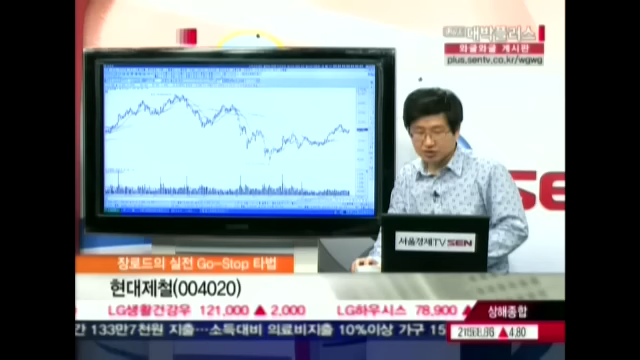 대박플러스
와글와글 게시판
plus.sentv.co.kr/wgwg
SEN
서울경제TV SEN
장로드의 실전 Go-Stop 타법
현대제철(004020)
LG생활건강우 121,000 ▲ 2,000 LG하우시스 78,900 ▲
상해종합
간 133만7천원 지출…소득대비 의료비지출 10%이상 가구 15
▲4.80